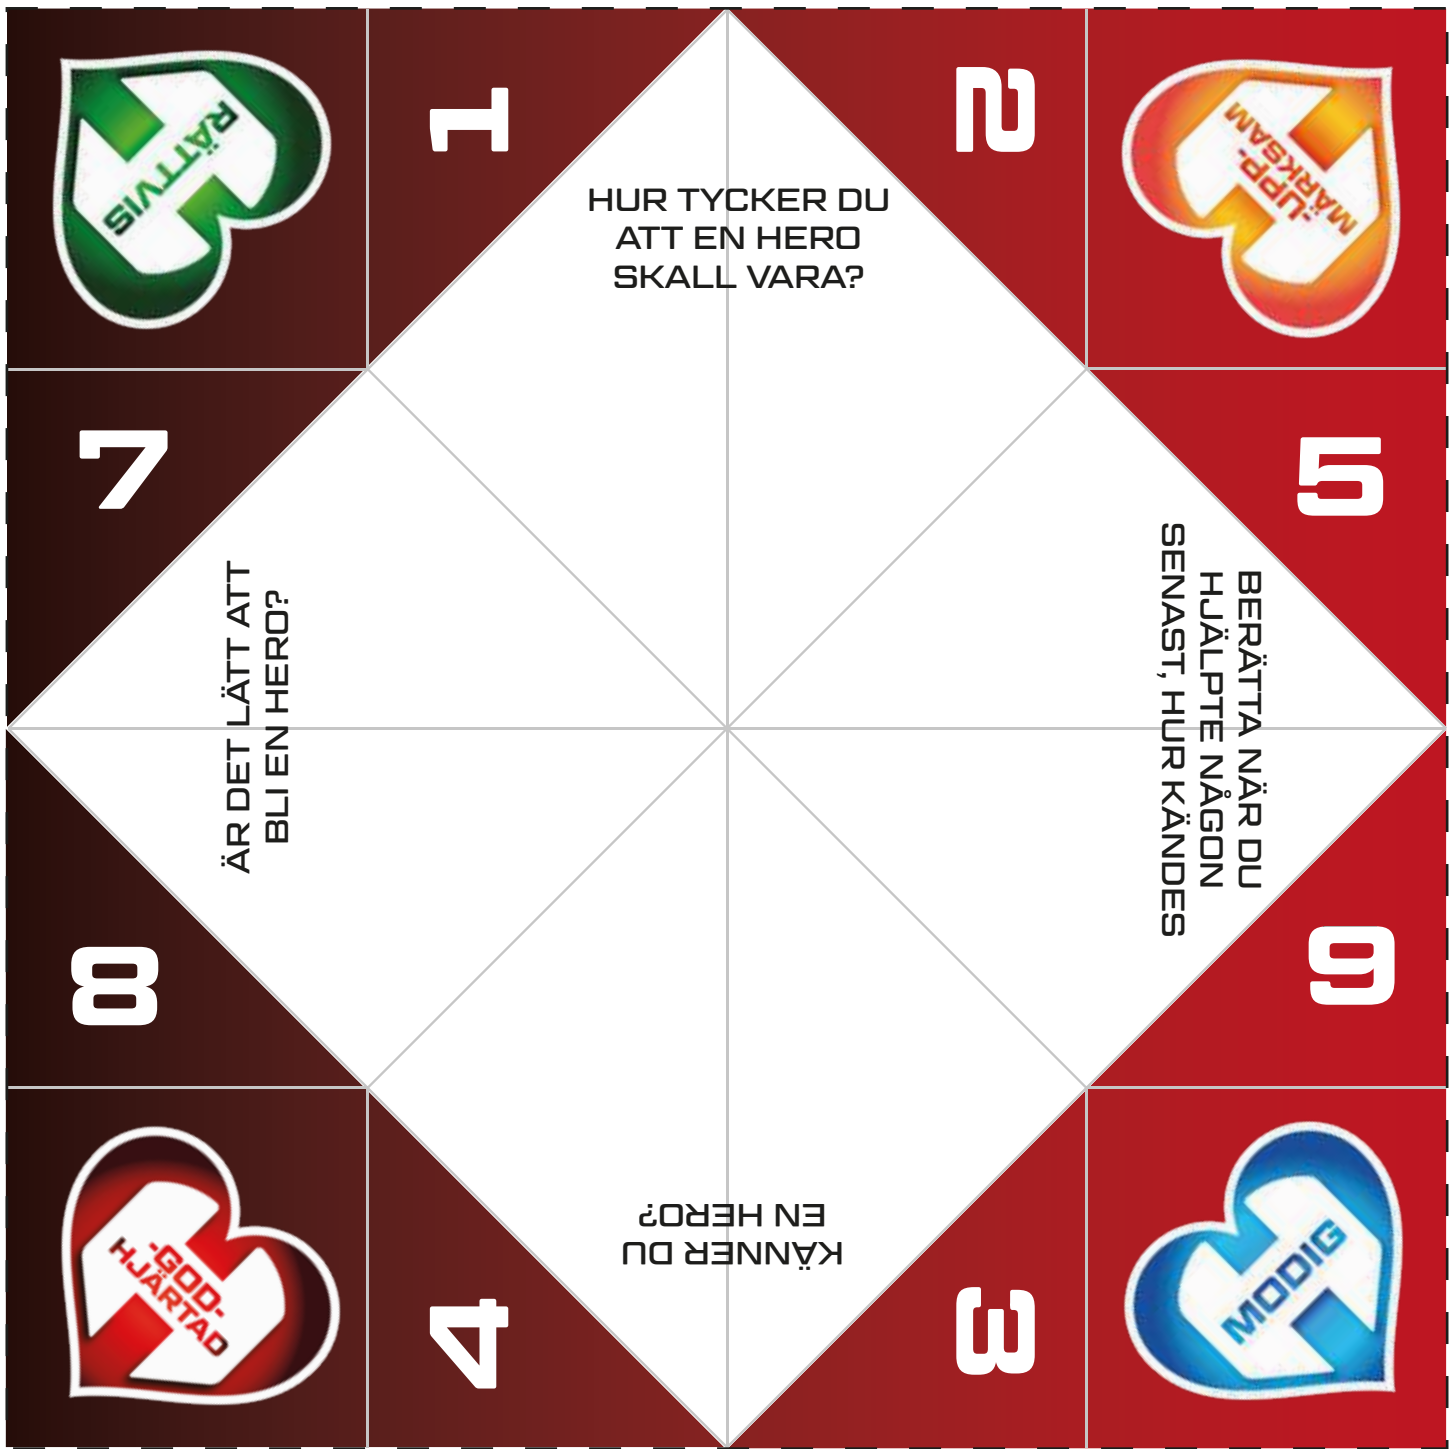 RÄTTVIS
1
2
UPP-
MÄRKSAM
HUR TYCKER DU
ATT EN HERO
SKALL VARA?
7
5
ÄR DET LÄTT ATT
BLI EN HERO?
BERÄTTA NÄR DU
HJÄLPTE NÅGON
SENAST, HUR KÄNDES
8
9
-GOD-
HJÄRTAD
4
KÄNNER DU
EN HERO?
3
MODIG